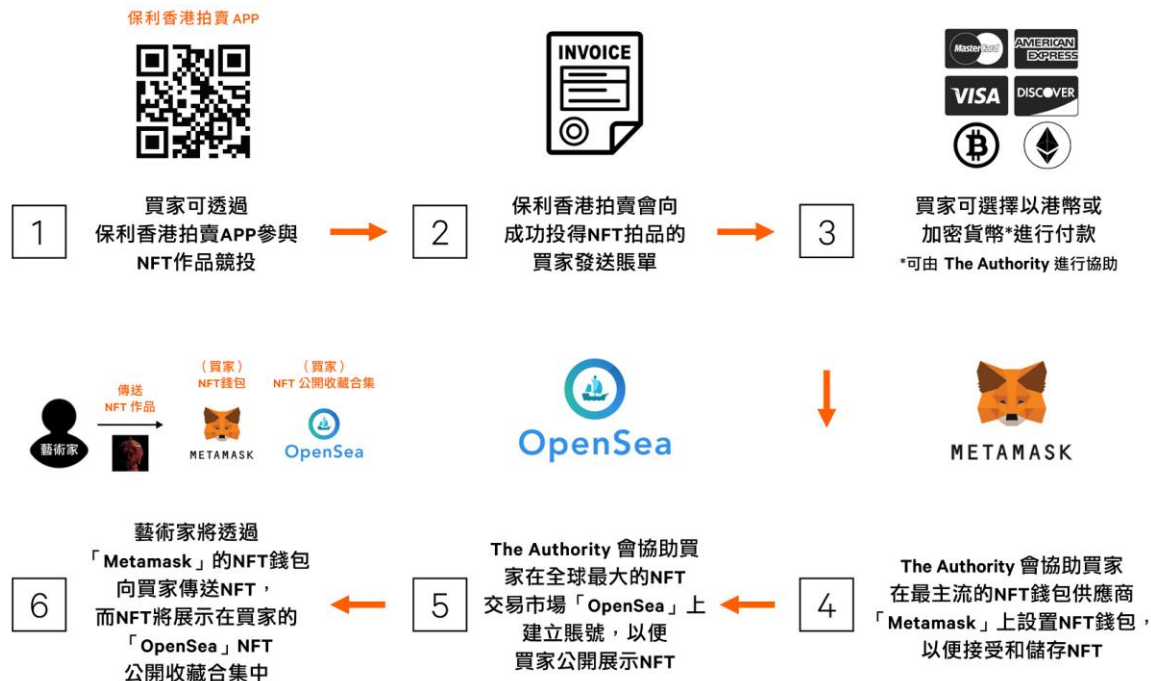 保利香港拍賣 APP
INVOICE
MasterCard
AMERICAN
EXPRESS
VISA
DISCOVER
1
買家可透過
保利香港拍賣APP參與
NFT作品競投
2
保利香港拍賣會向
成功投得NFT拍品的
買家發送賬單
3
買家可選擇以港幣或
加密貨幣*進行付款
*可由 The Authority 進行協助
藝術家
傳送
NFT 作品
（買家）
NFT錢包
METAMASK
（買家）
NFT 公開收藏合集
OpenSea
OpenSea
METAMASK
6
藝術家將透過
「Metamask」的NFT錢包
向買家傳送NFT，
而NFT將展示在買家的
「OpenSea」NFT
公開收藏合集中
5
The Authority 會協助買
家在全球最大的NFT
交易市場「OpenSea」上
建立賬號，以便
買家公開展示NFT
4
The Authority 會協助買家
在最主流的NFT錢包供應商
「Metamask」上設置NFT錢包，
以便接受和儲存NFT